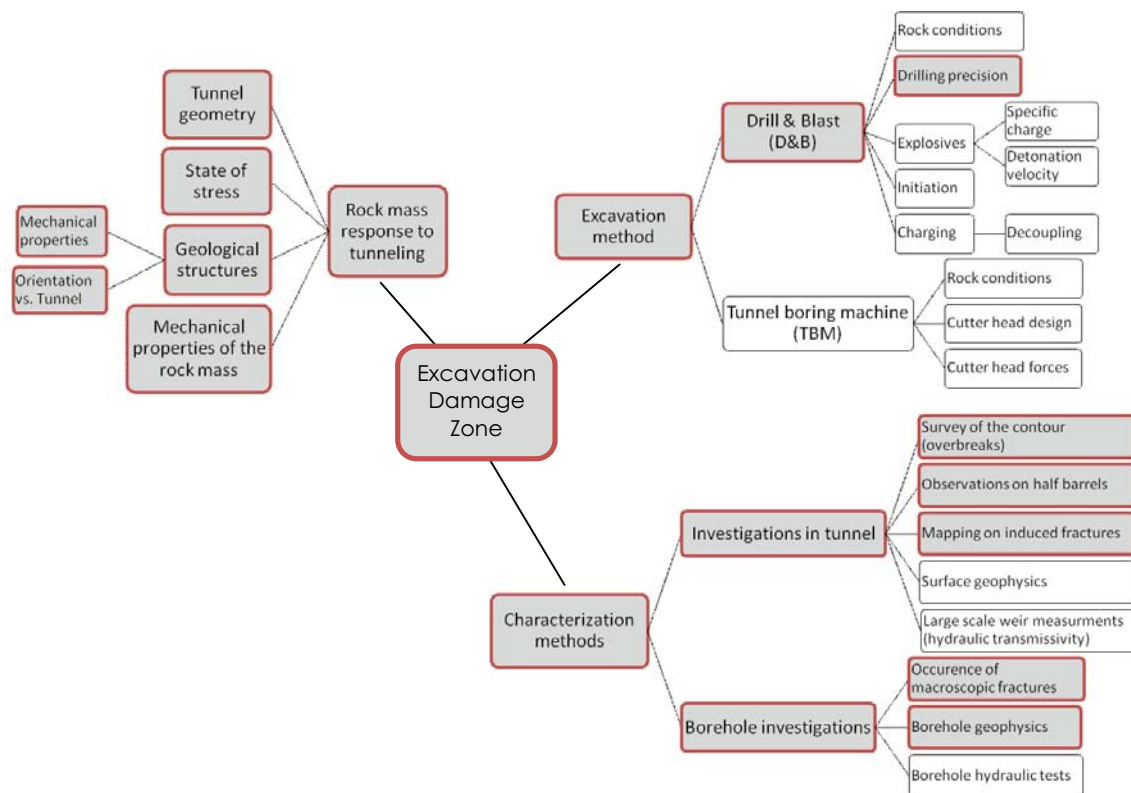 Tunnel
geometry
State of
stress
Mechanical
properties
Orientation
vs. Tunnel
Geological
structures
Mechanical
properties of the
rock mass
Rock mass
response to
tunneling
Excavation
Damage
Zone
Excavation
method
Drill & Blast
(D&B)
Rock conditions
Drilling precision
Explosives
Specific
charge
Detonation
velocity
Initiation
Charging
Decoupling
Tunnel boring machine
(TBM)
Rock conditions
Cutter head design
Cutter head forces
Characterization
methods
Investigations in tunnel
Survey of the contour
(overbreaks)
Observations on half barrels
Mapping on induced fractures
Surface geophysics
Large scale weir measurments
(hydraulic transmissivity)
Borehole investigations
Occurence of
macroscopic fractures
Borehole geophysics
Borehole hydraulic tests